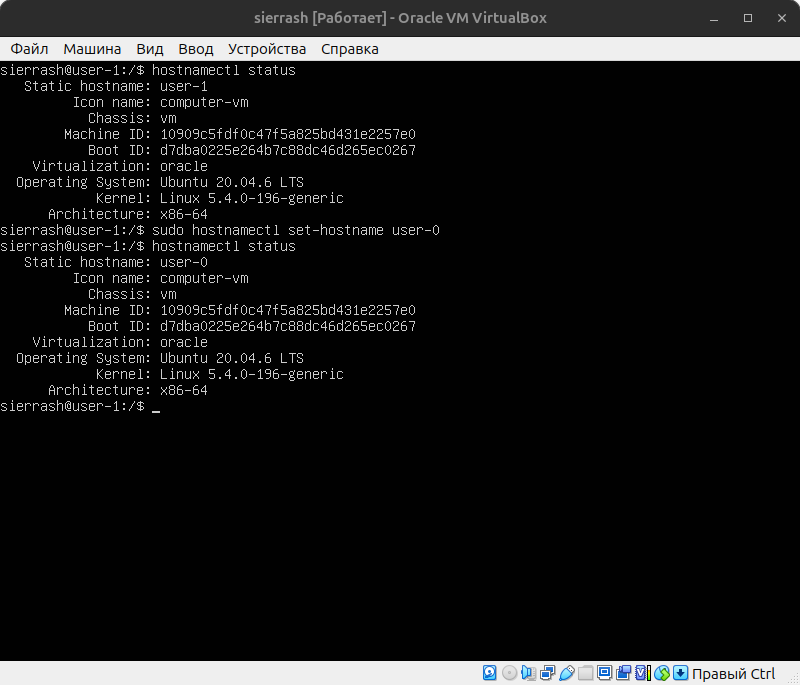 sierrash [Работает] - Oracle VM VirtualBox
Файл Машина Вид Ввод Устройства Справка
sierrash@user-1:/$ hostnamectl status
Static hostname: user-1
Icon name: computer-vm
Chassis: vm
Machine ID: 10909c5fdf0c47f5a825bd431e2257e0
Boot ID: d7dba0225e264b7c88dc46d265ec0267
Virtualization: oracle
Operating System: Ubuntu 20.04.6 LTS
Kernel: Linux 5.4.0-196-generic
Architecture: x86-64
sierrash@user-1:/$ sudo hostnamectl set-hostname user-0
sierrash@user-1:/$ hostnamectl status
Static hostname: user-0
Icon name: computer-vm
Chassis: vm
Machine ID: 10909c5fdf0c47f5a825bd431e2257e0
Boot ID: d7dba0225e264b7c88dc46d265ec0267
Virtualization: oracle
Operating System: Ubuntu 20.04.6 LTS
Kernel: Linux 5.4.0-196-generic
Architecture: x86-64
sierrash@user-1:/$ _
Правый Ctrl